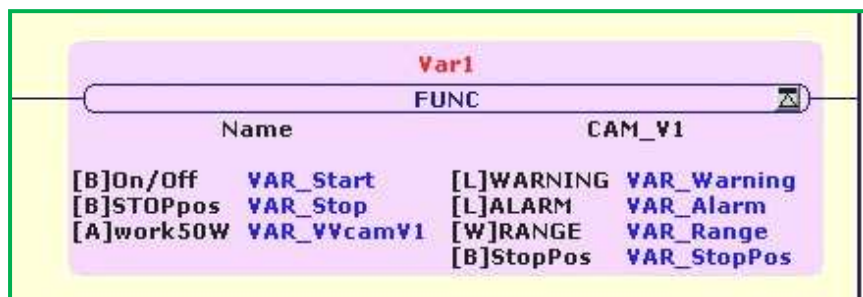 Var1
FUNC
Name CAM_V1
[B]On/Off VAR_Start [L]WARNING VAR_Warning
[B]STOPpos VAR_Stop [L]ALARM VAR_Alarm
[A]work50W VAR_VVcamV1 [W]RANGE VAR_Range
[B]StopPos VAR_StopPos